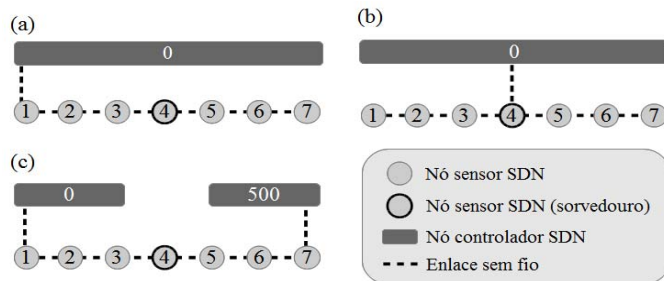 (a)
0
1 2 3 4 5 6 7
(b)
0
1 2 3 4 5 6 7
(c)
0 500
1 2 3 4 5 6 7
Nó sensor SDN
Nó sensor SDN (sorvedouro)
Nó controlador SDN
Enlace sem fio